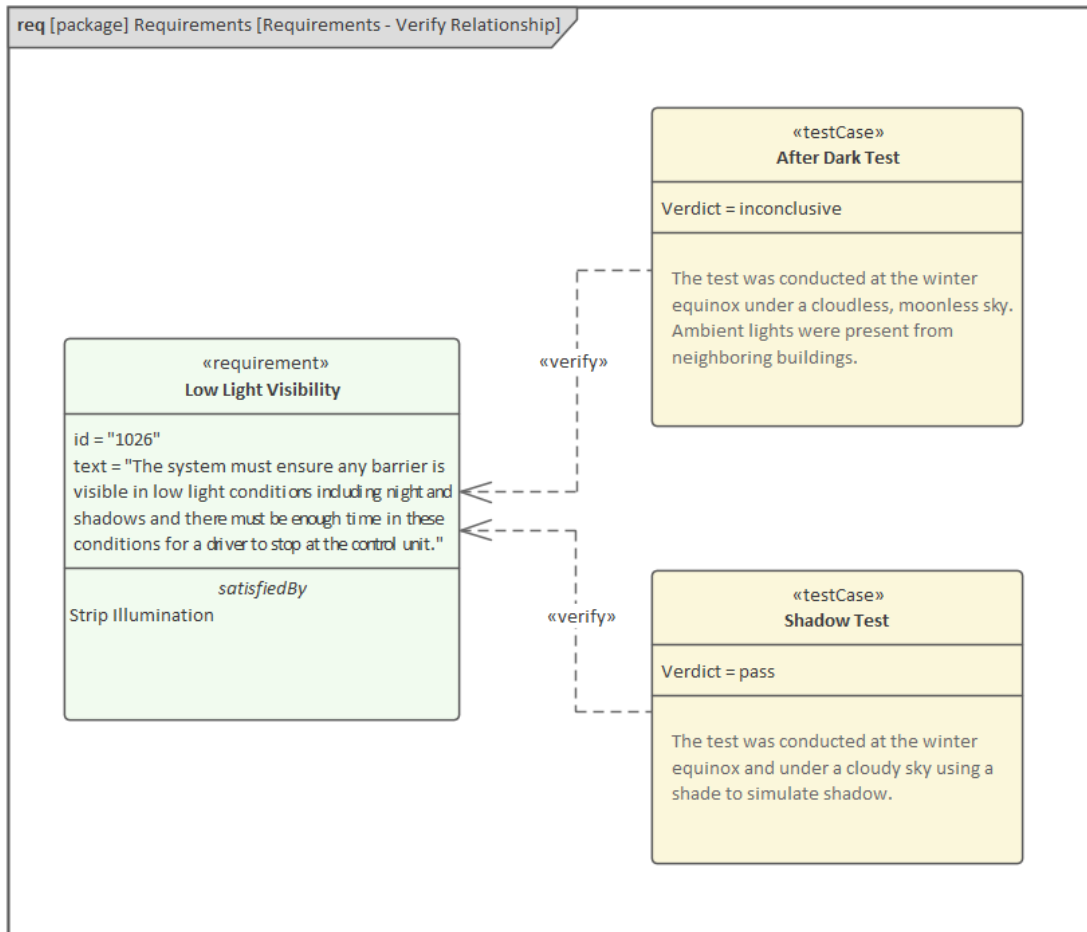 req [package] Requirements [Requirements - Verify Relationship]
«testCase»
After Dark Test
Verdict = inconclusive
The test was conducted at the winter
equinox under a cloudless, moonless sky.
Ambient lights were present from
neighboring buildings.
«verify»
«requirement»
Low Light Visibility
id = "1026"
text = "The system must ensure any barrier is
visible in low light conditions including night and
shadows and there must be enough time in these
conditions for a driver to stop at the control unit."
satisfiedBy
Strip Illumination
«verify»
«testCase»
Shadow Test
Verdict = pass
The test was conducted at the winter
equinox and under a cloudy sky using a
shade to simulate shadow.